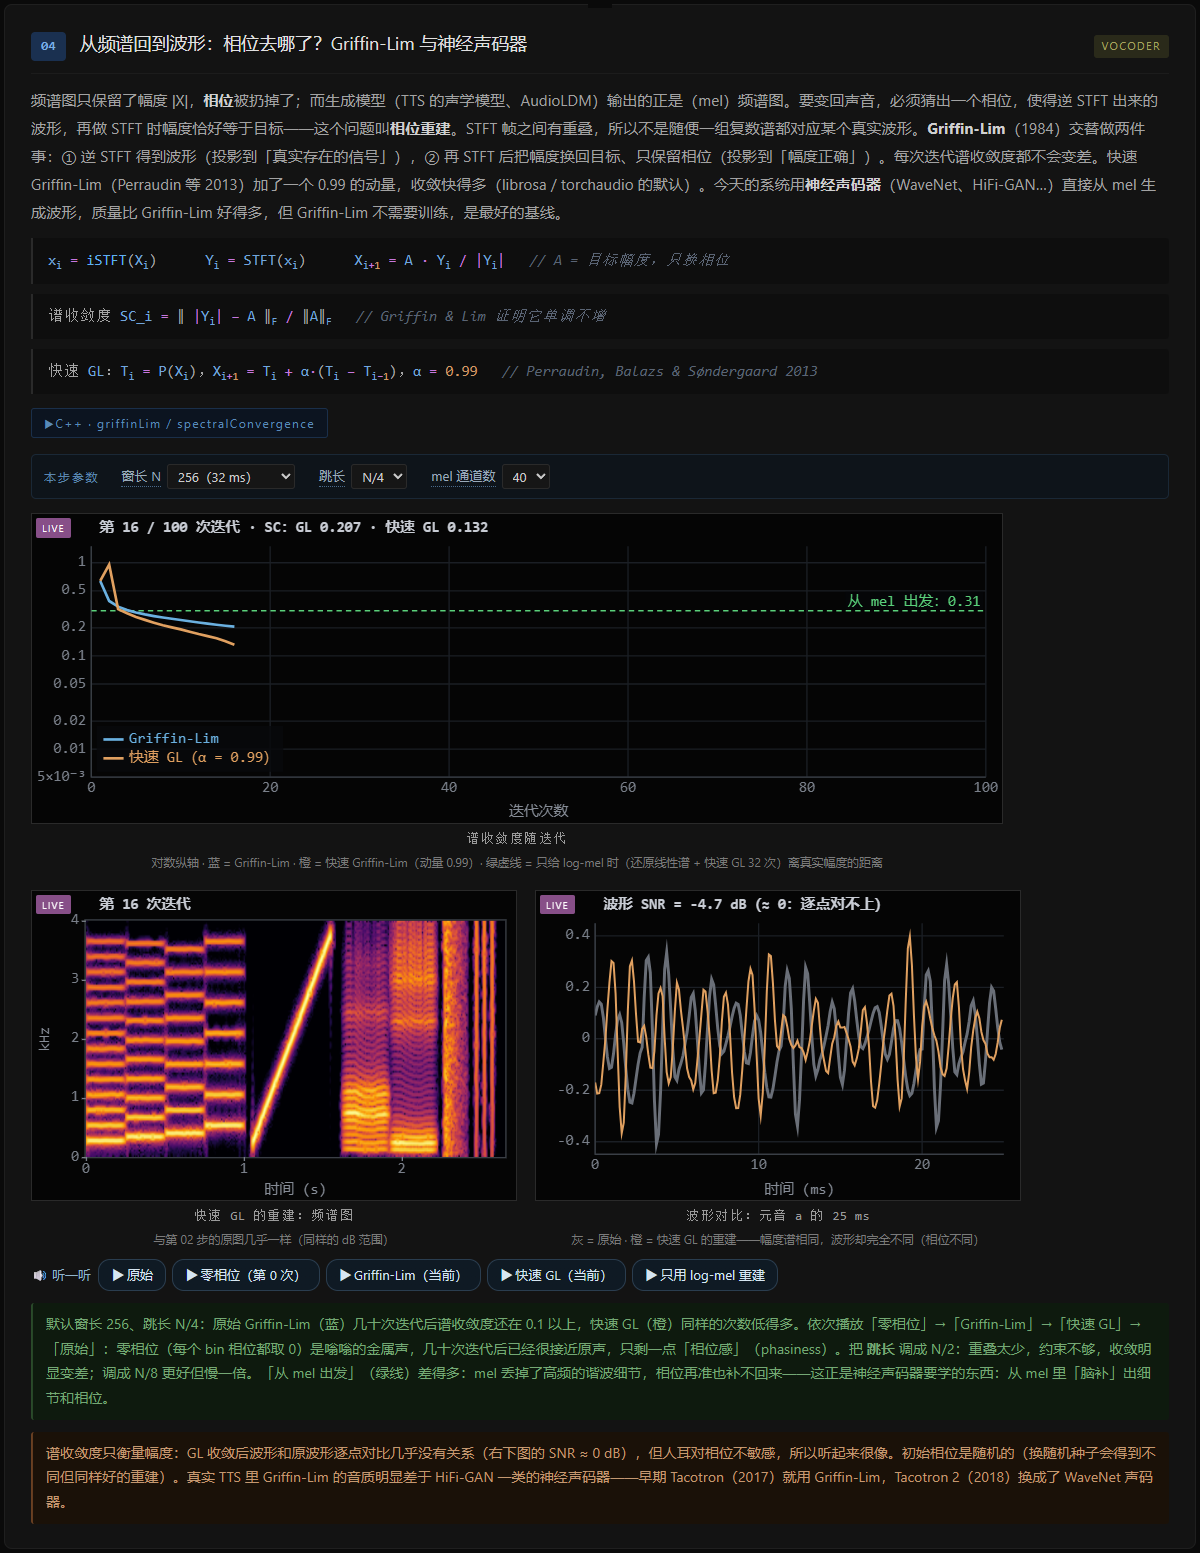 04 从频谱回到波形：相位去哪了？Griffin-Lim 与神经声码器 VOCODER
频谱图只保留了幅度 |X|，相位被扔掉了；而生成模型（TTS 的声学模型、AudioLDM）输出的正是（mel）频谱图。要变回声音，必须猜出一个相位，使得逆 STFT 出来的
波形，再做 STFT 时幅度恰好等于目标——这个问题叫相位重建。STFT 帧之间有重叠，所以不是随便一组复数谱都对应某个真实波形。Griffin-Lim（1984）交替做两件
事：① 逆 STFT 得到波形（投影到「真实存在的信号」），② 再 STFT 后把幅度换回目标、只保留相位（投影到「幅度正确」）。每次迭代谱收敛度都不会变差。快速
Griffin-Lim（Perraudin 等 2013）加了一个 0.99 的动量，收敛快得多（librosa / torchaudio 的默认）。今天的系统用神经声码器（WaveNet、HiFi-GAN…）直接从 mel 生
成波形，质量比 Griffin-Lim 好得多，但 Griffin-Lim 不需要训练，是最好的基线。
xi = iSTFT(Xi)  Yi = STFT(xi)  Xi+1 = A · Yi / |Yi|  // A = 目标幅度，只换相位
谱收敛度 SC_i = ‖ |Yi| − A ‖F / ‖A‖F  // Griffin & Lim 证明它单调不增
快速 GL：Ti = P(Xi)，Xi+1 = Ti + α·(Ti − Ti−1)，α = 0.99  // Perraudin, Balazs & Søndergaard 2013
▶C++ · griffinLim / spectralConvergence
本步参数 窗长 N 256（32 ms） 跳长 N/4 mel 通道数 40
LIVE 第 16 / 100 次迭代 · SC：GL 0.207 · 快速 GL 0.132
1
0.5
从 mel 出发：0.31
0.2
0.1
0.05
0.02
0.01
5×10⁻³
Griffin-Lim
快速 GL（α = 0.99）
0 20 40 60 80 100
迭代次数
谱收敛度随迭代
对数纵轴 · 蓝 = Griffin-Lim · 橙 = 快速 Griffin-Lim（动量 0.99）· 绿虚线 = 只给 log-mel 时（还原线性谱 + 快速 GL 32 次）离真实幅度的距离
LIVE 第 16 次迭代
4
3
2
1
0
kHz
0 1 2
时间 (s)
快速 GL 的重建：频谱图
与第 02 步的原图几乎一样（同样的 dB 范围）
LIVE 波形 SNR = -4.7 dB (≈ 0：逐点对不上)
0.4
0.2
0
-0.2
-0.4
0 10 20
时间 (ms)
波形对比：元音 a 的 25 ms
灰 = 原始 · 橙 = 快速 GL 的重建——幅度谱相同，波形却完全不同（相位不同）
🔊 听一听 ▶原始 ▶零相位（第 0 次） ▶Griffin-Lim（当前） ▶快速 GL（当前） ▶只用 log-mel 重建
默认窗长 256、跳长 N/4：原始 Griffin-Lim（蓝）几十次迭代后谱收敛度还在 0.1 以上，快速 GL（橙）同样的次数低得多。依次播放「零相位」→「Griffin-Lim」→「快速 GL」→
「原始」：零相位（每个 bin 相位都取 0）是嗡嗡的金属声，几十次迭代后已经很接近原声，只剩一点「相位感」（phasiness）。把 跳长 调成 N/2：重叠太少，约束不够，收敛明
显变差；调成 N/8 更好但慢一倍。「从 mel 出发」（绿线）差得多：mel 丢掉了高频的谐波细节，相位再准也补不回来——这正是神经声码器要学的东西：从 mel 里「脑补」出细
节和相位。
谱收敛度只衡量幅度：GL 收敛后波形和原波形逐点对比几乎没有关系（右下图的 SNR ≈ 0 dB），但人耳对相位不敏感，所以听起来很像。初始相位是随机的（换随机种子会得到不
同但同样好的重建）。真实 TTS 里 Griffin-Lim 的音质明显差于 HiFi-GAN 一类的神经声码器——早期 Tacotron（2017）就用 Griffin-Lim，Tacotron 2（2018）换成了 WaveNet 声码
器。